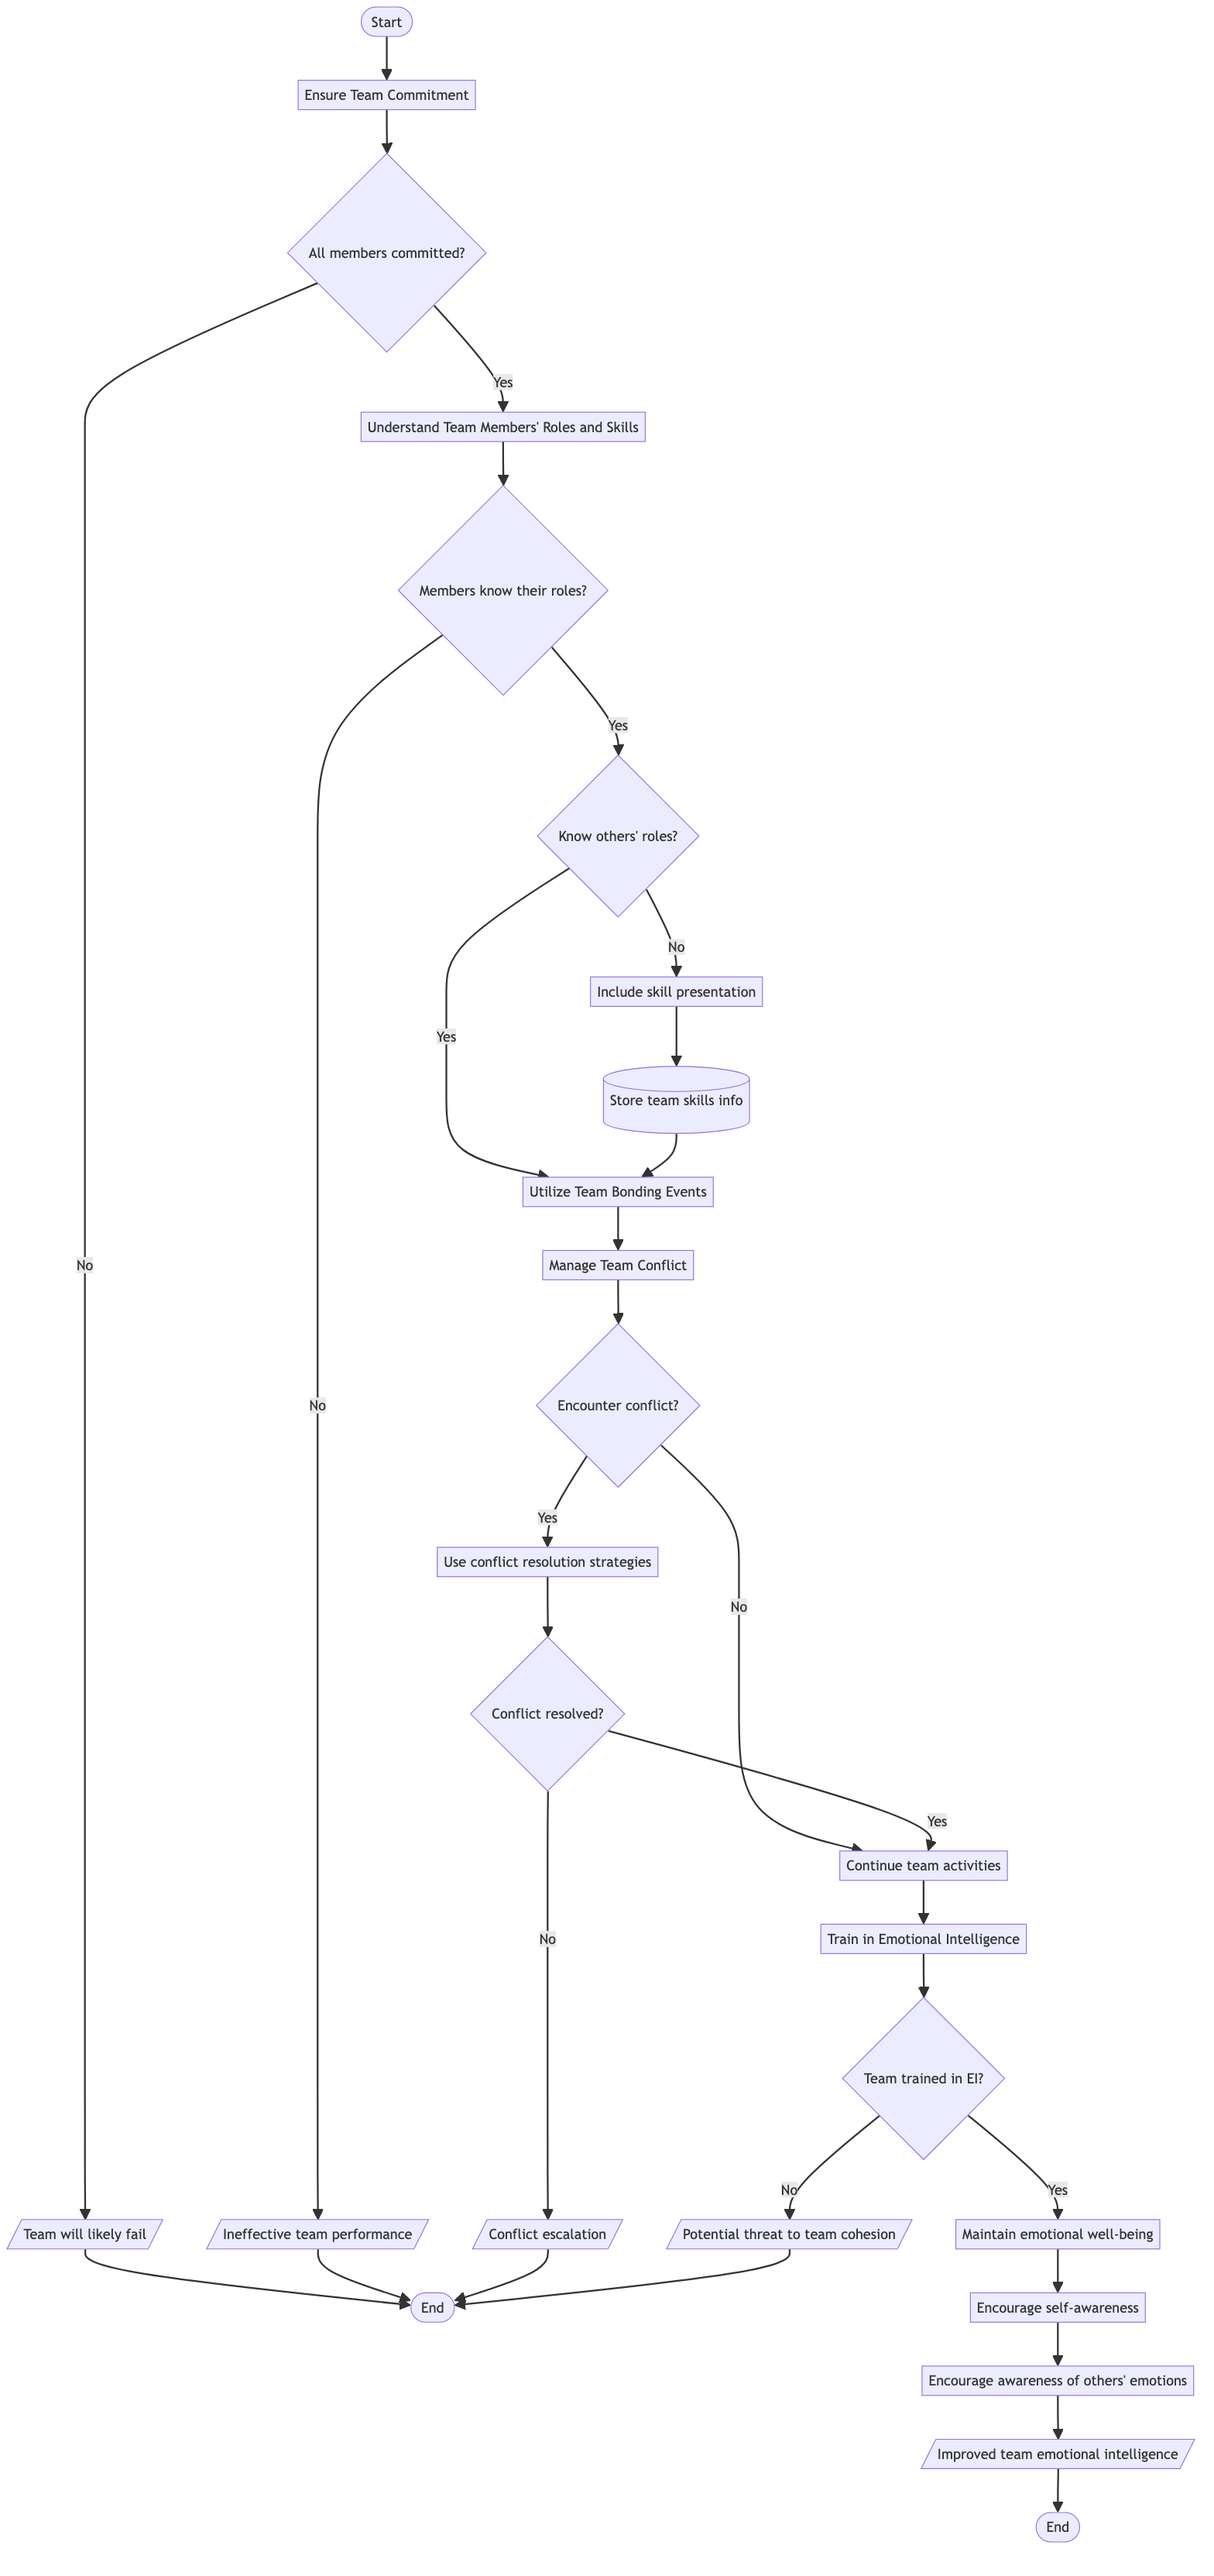 Start
Ensure Team Commitment
All members committed?
Yes
Understand Team Members' Roles and Skills
Members know their roles?
Yes
Know others' roles?
No
Include skill presentation
Yes
Store team skills info
Utilize Team Bonding Events
No
Manage Team Conflict
No
Encounter conflict?
Yes
Use conflict resolution strategies
No
Conflict resolved?
Yes
Continue team activities
No
Train in Emotional Intelligence
Team trained in EI?
No
Yes
Team will likely fail
Ineffective team performance
Conflict escalation
Potential threat to team cohesion
Maintain emotional well-being
End
Encourage self-awareness
Encourage awareness of others' emotions
Improved team emotional intelligence
End